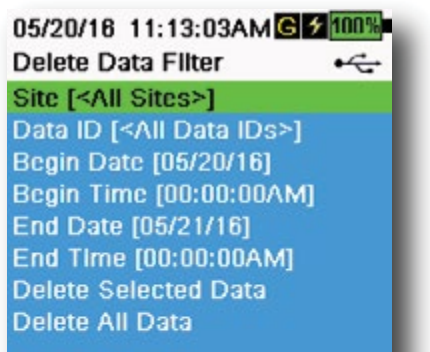 05/20/16 11:13:03AM G 100%
Delete Data Filter
Site [<All Sites>]
Data ID [<All Data IDs>]
Begin Date [05/20/16]
Begin Time [00:00:00AM]
End Date [05/21/16]
End Time [00:00:00AM]
Delete Selected Data
Delete All Data